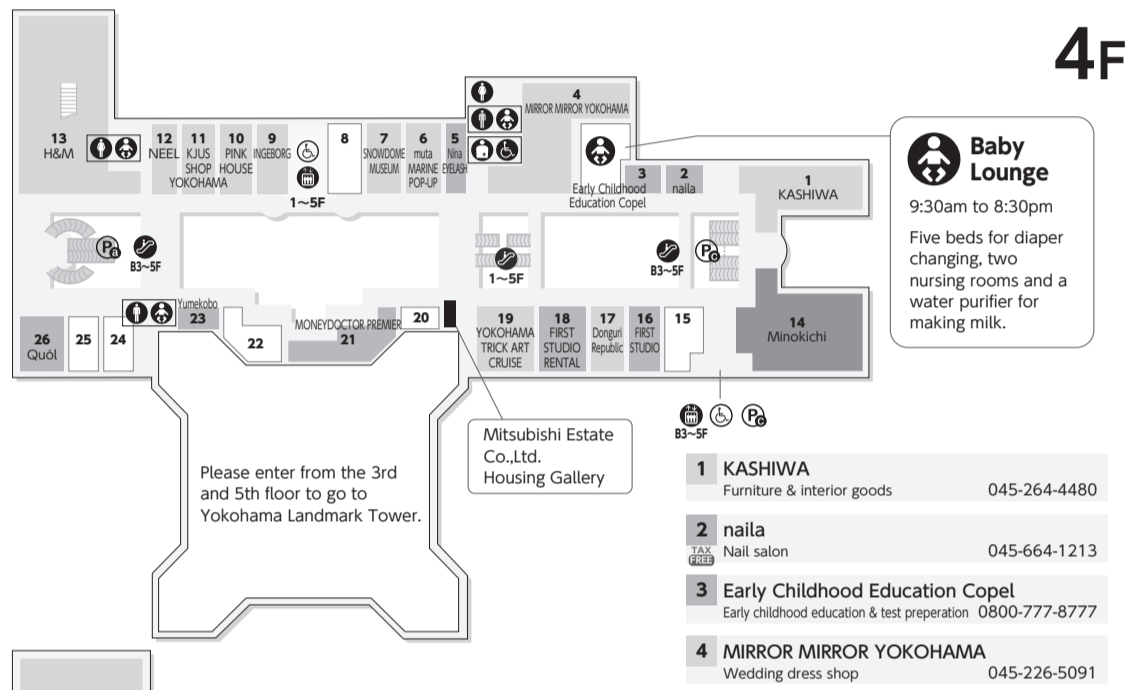 4F
4
MIRROR MIRROR YOKOHAMA
13
H&M
12
NEEL
11
KJUS
SHOP
YOKOHAMA
10
PINK
HOUSE
9
INGEBORG
1~5F
8
7
SNOWDOME
MUSEUM
6
muta
MARINE
POP-UP
5
Nina
EYELASH
3
Early Childhood
Education Copel
2
naila
1
KASHIWA
Baby
Lounge
9:30am to 8:30pm
Five beds for diaper
changing, two
nursing rooms and a
water purifier for
making milk.
Pa
B3~5F
1~5F
B3~5F
Pc
26
Quól
25
24
Yumekobo
23
22
MONEYDOCTOR PREMIER
21
20
19
YOKOHAMA
TRICK ART
CRUISE
18
FIRST
STUDIO
RENTAL
17
Donguri
Republic
16
FIRST
STUDIO
15
14
Minokichi
B3~5F
Pc
Mitsubishi Estate
Co.,Ltd.
Housing Gallery
Please enter from the 3rd
and 5th floor to go to
Yokohama Landmark Tower.
1 KASHIWA
Furniture & interior goods 045-264-4480
2 naila
TAX FREE Nail salon 045-664-1213
3 Early Childhood Education Copel
Early childhood education & test preperation 0800-777-8777
4 MIRROR MIRROR YOKOHAMA
Wedding dress shop 045-226-5091